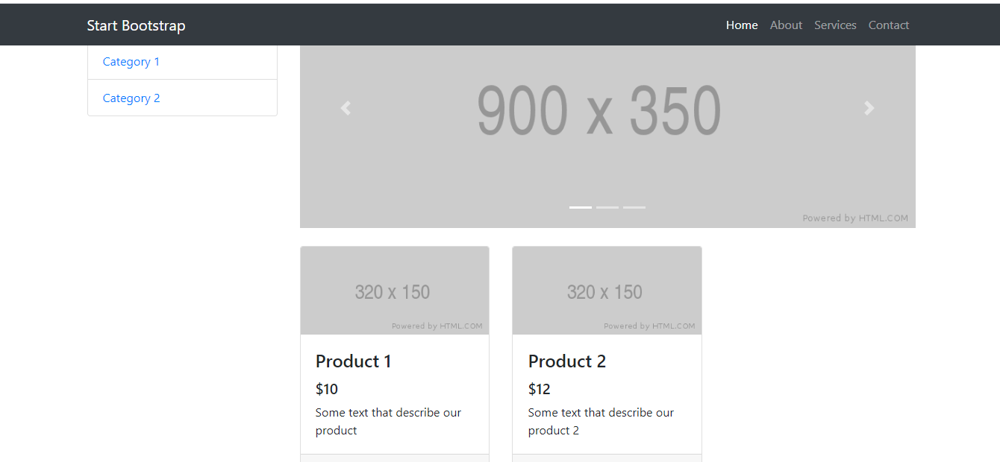 Start Bootstrap
Home About Services Contact
Category 1
Category 2
900 x 350
Powered by HTML.COM
320 x 150
Powered by HTML.COM
Product 1
$10
Some text that describe our
product
320 x 150
Powered by HTML.COM
Product 2
$12
Some text that describe our
product 2